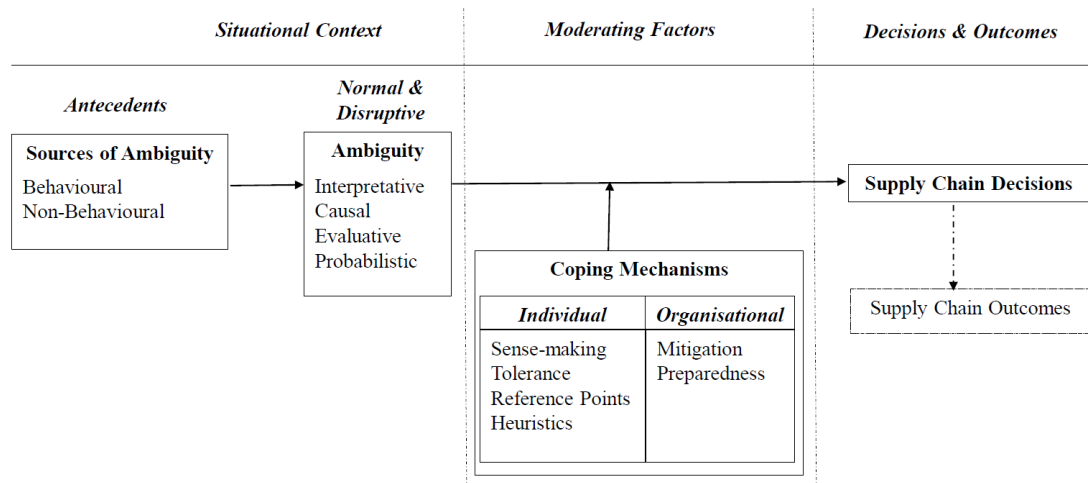 Situational Context
Moderating Factors
Decisions & Outcomes
Antecedents
Normal &
Disruptive
Sources of Ambiguity
Behavioural
Non-Behavioural
Ambiguity
Interpretative
Causal
Evaluative
Probabilistic
Coping Mechanisms
Individual
Sense-making
Tolerance
Reference Points
Heuristics
Organisational
Mitigation
Preparedness
Supply Chain Decisions
Supply Chain Outcomes